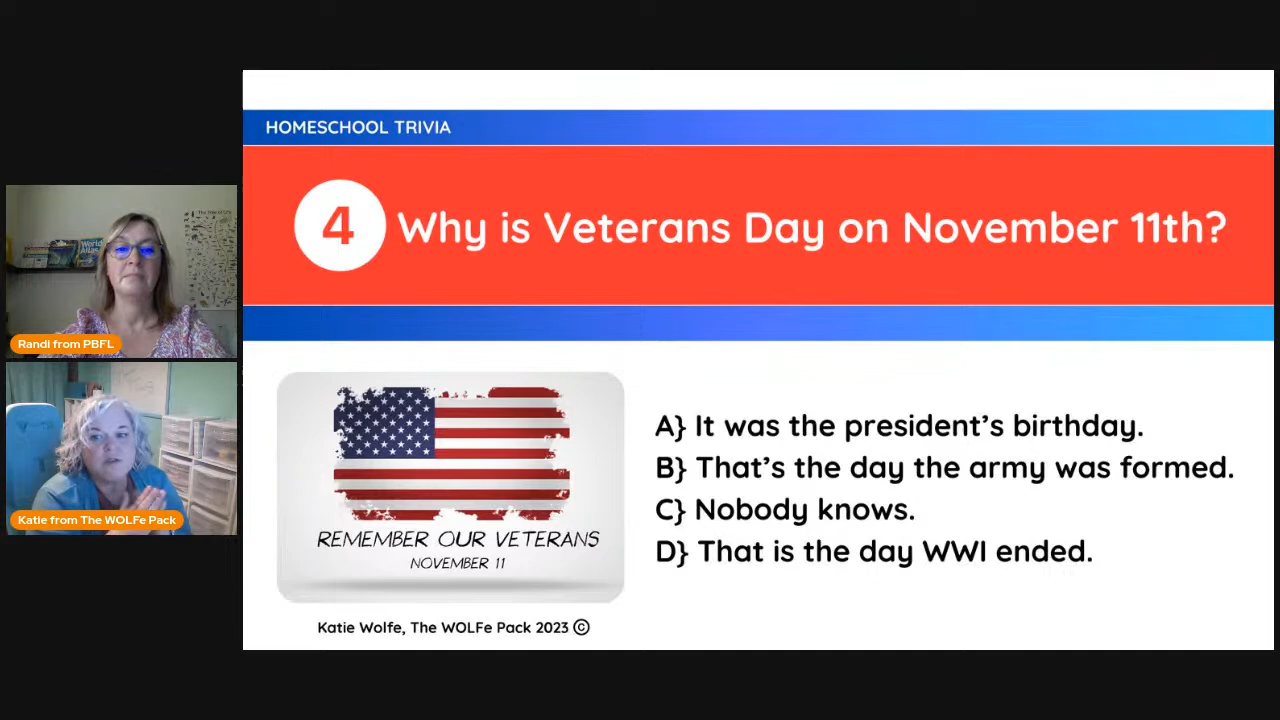 HOMESCHOOL TRIVIA
4 Why is Veterans Day on November 11th?
World
Atlas
Randi from PBFL
Katie from The WOLFe Pack
REMEMBER OUR VETERANS
NOVEMBER 11
A} It was the president’s birthday.
B} That’s the day the army was formed.
C} Nobody knows.
D} That is the day WWI ended.
Katie Wolfe, The WOLFe Pack 2023 ©